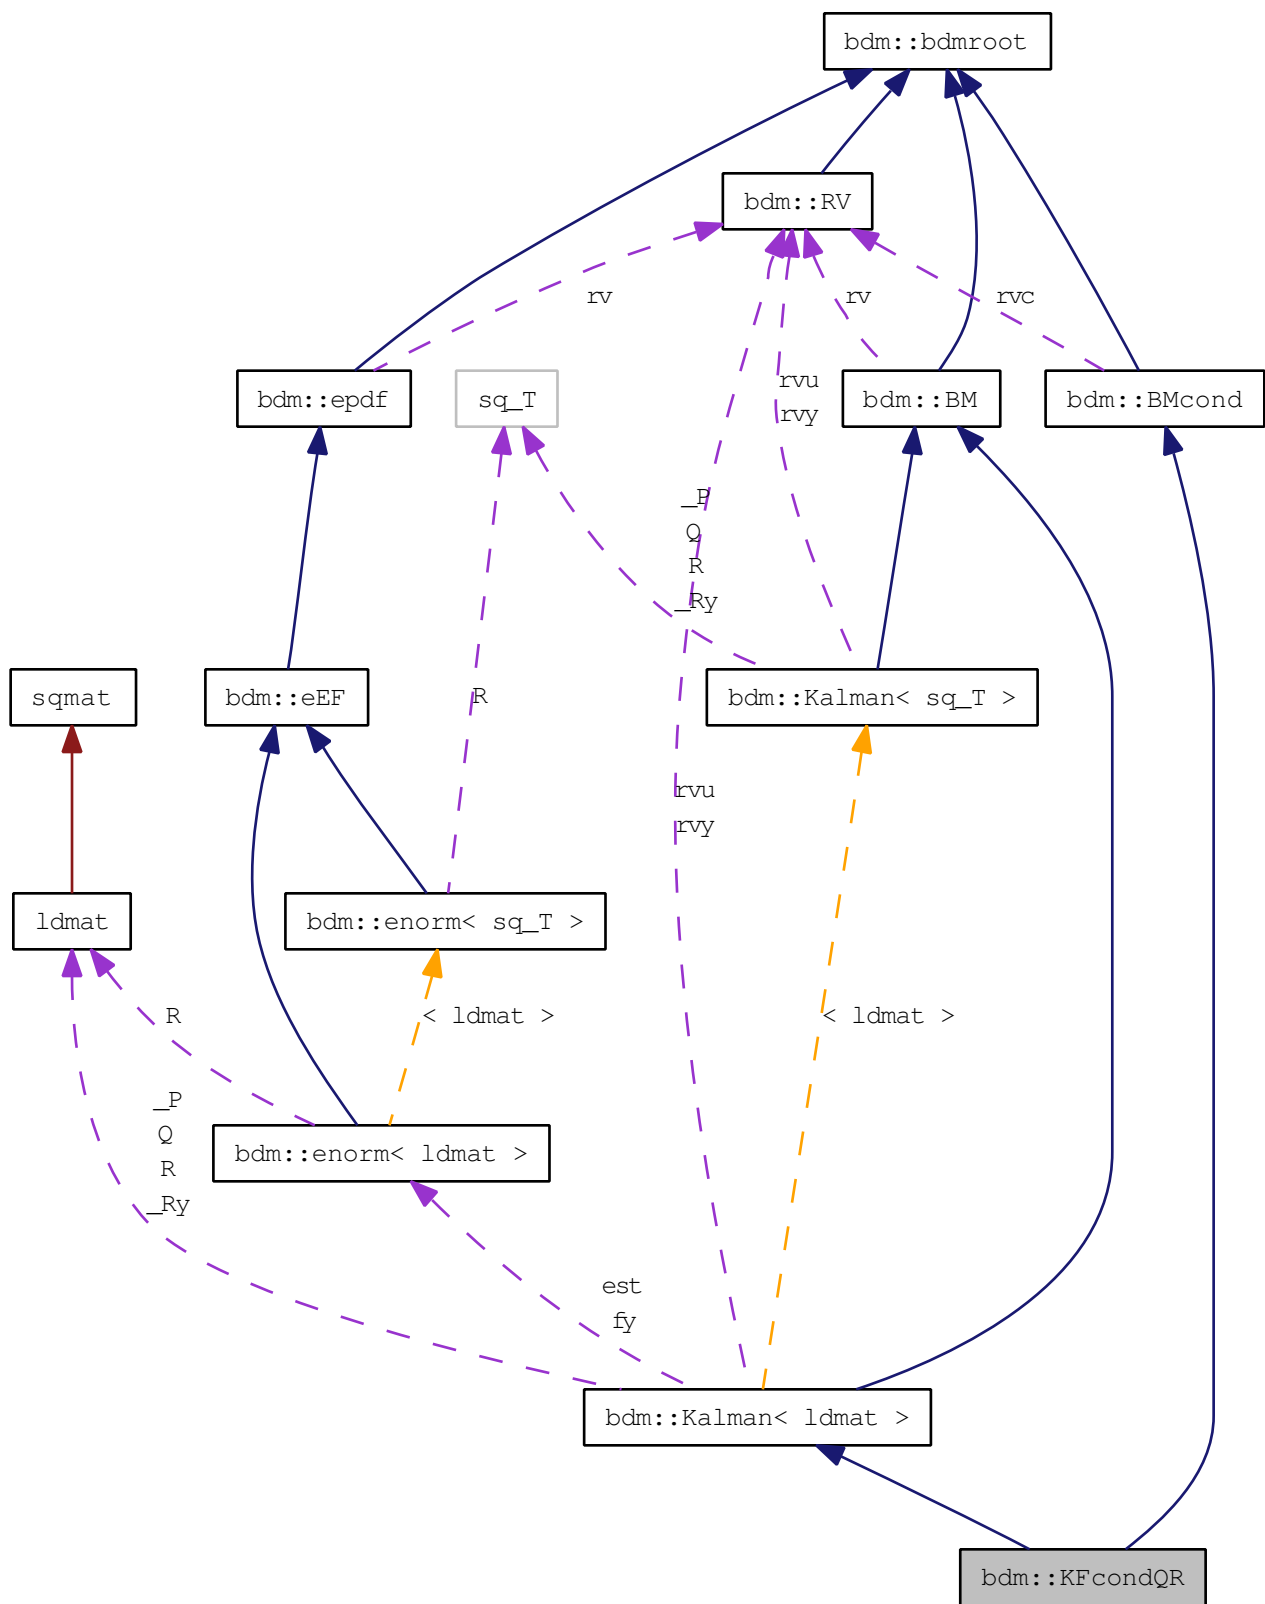 bdm::bdmroot
bdm::RV
rv
rv
rvc
bdm::epdf
sq_T
rvu
rvy
bdm::BM
bdm::BMcond
_P
Q
R
_Ry
sqmat
bdm::eEF
R
bdm::Kalman< sq_T >
rvu
rvy
ldmat
bdm::enorm< sq_T >
R
< ldmat >
< ldmat >
_P
Q
R
_Ry
bdm::enorm< ldmat >
est
fy
bdm::Kalman< ldmat >
bdm::KFcondQR